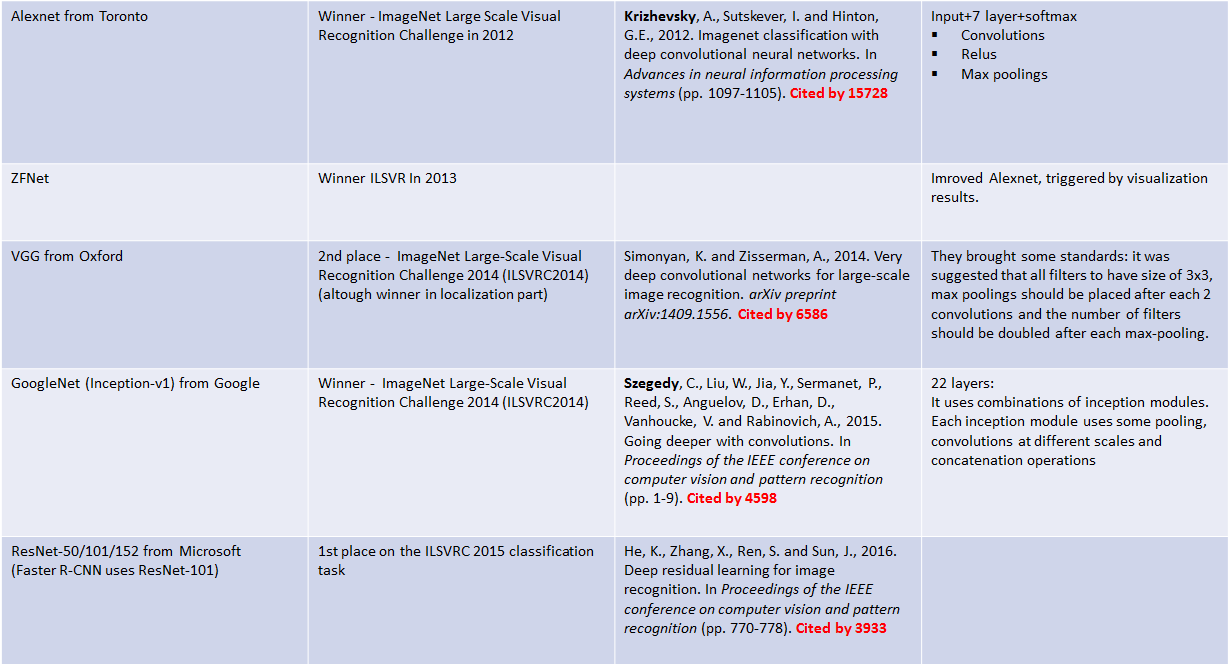 Alexnet from Toronto
Winner - ImageNet Large Scale Visual
Recognition Challenge in 2012
Krizhevsky, A., Sutskever, I. and Hinton,
G.E., 2012. Imagenet classification with
deep convolutional neural networks. In
Advances in neural information processing
systems (pp. 1097-1105). Cited by 15728
Input+7 layer+softmax
▪ Convolutions
▪ Relus
▪ Max poolings
ZFNet
Winner ILSVR In 2013
Imroved Alexnet, triggered by visualization
results.
VGG from Oxford
2nd place - ImageNet Large-Scale Visual
Recognition Challenge 2014 (ILSVRC2014)
(altough winner in localization part)
Simonyan, K. and Zisserman, A., 2014. Very
deep convolutional networks for large-scale
image recognition. arXiv preprint
arXiv:1409.1556. Cited by 6586
They brought some standards: it was
suggested that all filters to have size of 3x3,
max poolings should be placed after each 2
convolutions and the number of filters
should be doubled after each max-pooling.
GoogleNet (Inception-v1) from Google
Winner - ImageNet Large-Scale Visual
Recognition Challenge 2014 (ILSVRC2014)
Szegedy, C., Liu, W., Jia, Y., Sermanet, P.,
Reed, S., Anguelov, D., Erhan, D.,
Vanhoucke, V. and Rabinovich, A., 2015.
Going deeper with convolutions. In
Proceedings of the IEEE conference on
computer vision and pattern recognition
(pp. 1-9). Cited by 4598
22 layers:
It uses combinations of inception modules.
Each inception module uses some pooling,
convolutions at different scales and
concatenation operations
ResNet-50/101/152 from Microsoft
(Faster R-CNN uses ResNet-101)
1st place on the ILSVRC 2015 classification
task
He, K., Zhang, X., Ren, S. and Sun, J., 2016.
Deep residual learning for image
recognition. In Proceedings of the IEEE
conference on computer vision and pattern
recognition (pp. 770-778). Cited by 3933